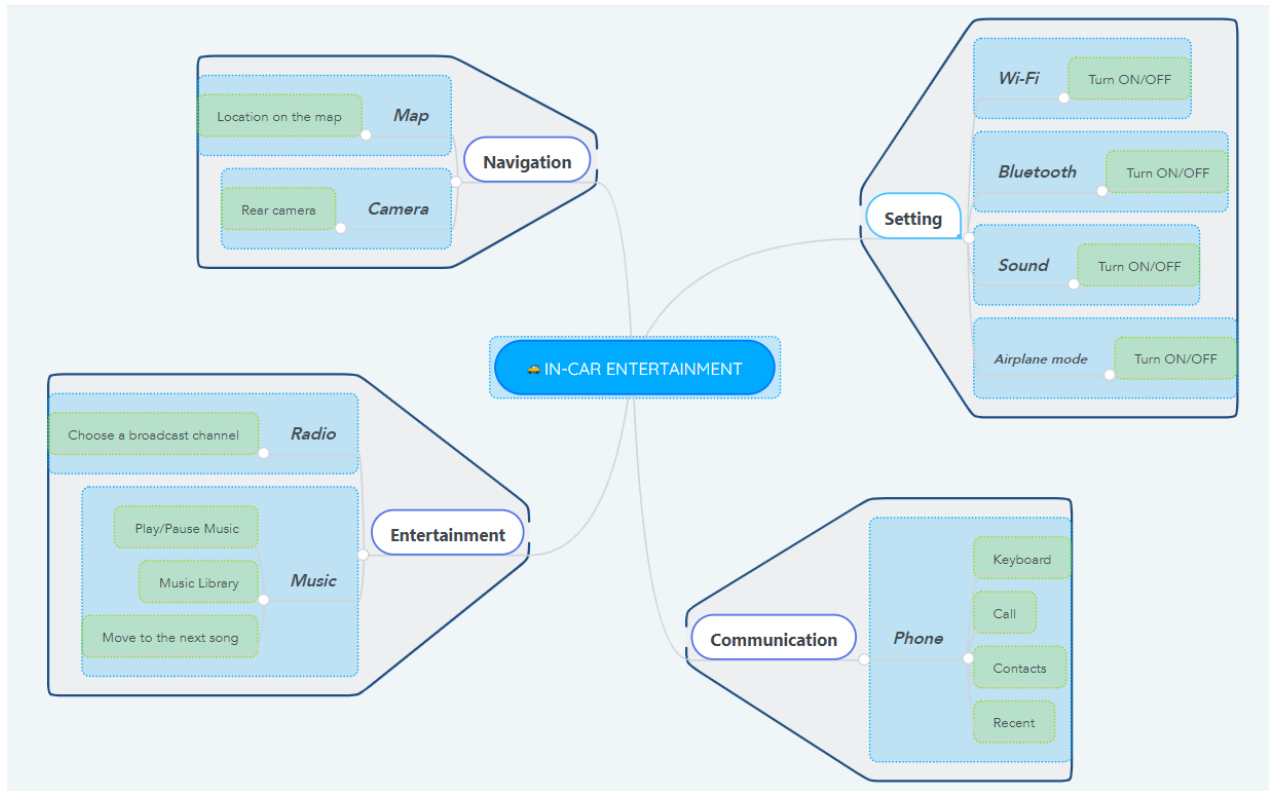 IN-CAR ENTERTAINMENT
Navigation
Map
Location on the map
Camera
Rear camera
Setting
Wi-Fi
Turn ON/OFF
Bluetooth
Turn ON/OFF
Sound
Turn ON/OFF
Airplane mode
Turn ON/OFF
Entertainment
Radio
Choose a broadcast channel
Music
Play/Pause Music
Music Library
Move to the next song
Communication
Phone
Keyboard
Call
Contacts
Recent